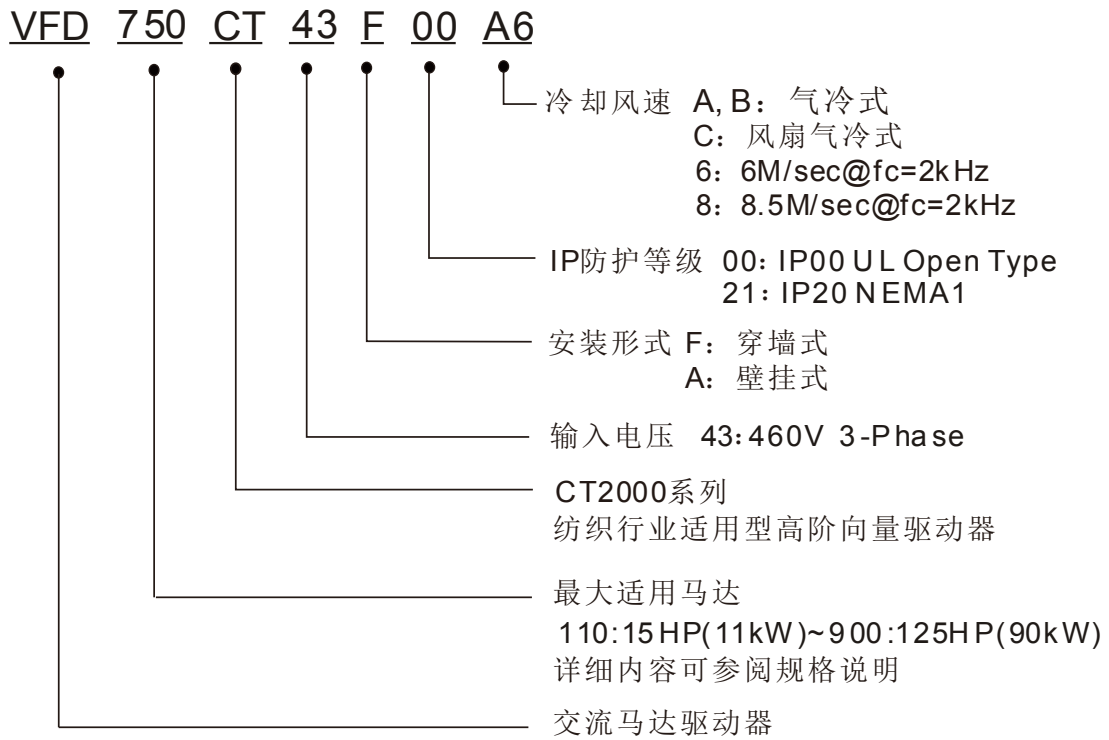 VFD 750 CT 43 F 00 A6
冷却风速 A, B：气冷式
C：风扇气冷式
6：6M/sec@fc=2kHz
8：8.5M/sec@fc=2kHz
IP防护等级 00：IP00 UL Open Type
21：IP20 NEMA1
安装形式 F：穿墙式
A：壁挂式
输入电压 43：460V 3-Phase
CT2000系列
纺织行业适用型高阶向量驱动器
最大适用马达
110:15HP(11kW)~900:125HP(90kW)
详细内容可参阅规格说明
交流马达驱动器